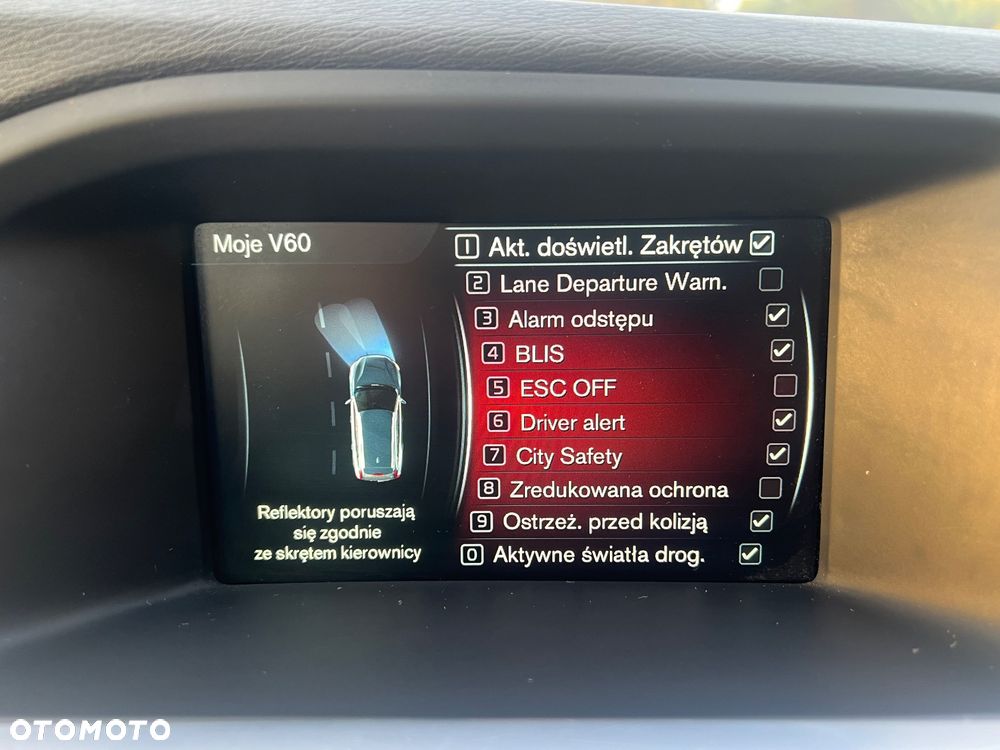 Moje V60
1 Akt. doświetl. Zakrętów
2 Lane Departure Warn.
3 Alarm odstępu
4 BLIS
5 ESC OFF
6 Driver alert
7 City Safety
8 Zredukowana ochrona
9 Ostrzeż. przed kolizją
0 Aktywne światła drog.
Reflektory poruszają
się zgodnie
ze skrętem kierownicy
OTOMOTO